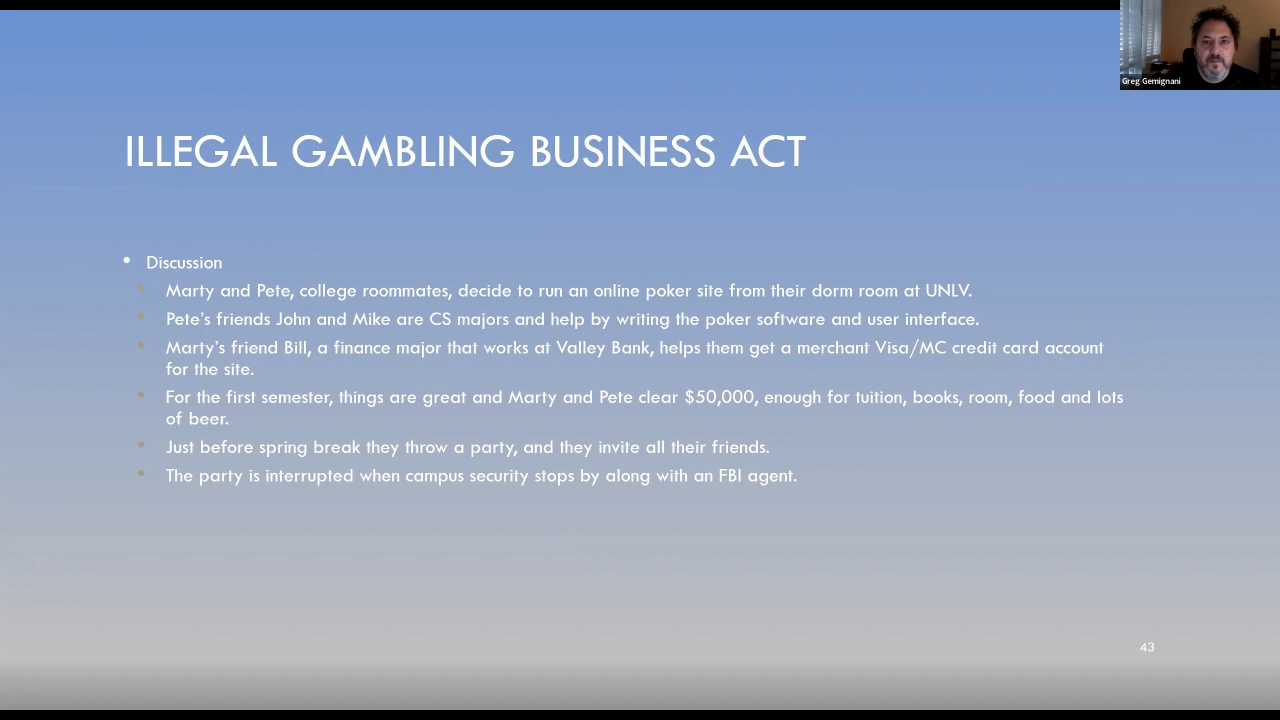 Greg Gemignani
ILLEGAL GAMBLING BUSINESS ACT
• Discussion
• Marty and Pete, college roommates, decide to run an online poker site from their dorm room at UNLV.
• Pete's friends John and Mike are CS majors and help by writing the poker software and user interface.
• Marty's friend Bill, a finance major that works at Valley Bank, helps them get a merchant Visa/MC credit card account
for the site.
• For the first semester, things are great and Marty and Pete clear $50,000, enough for tuition, books, room, food and lots
of beer.
• Just before spring break they throw a party, and they invite all their friends.
• The party is interrupted when campus security stops by along with an FBI agent.
43